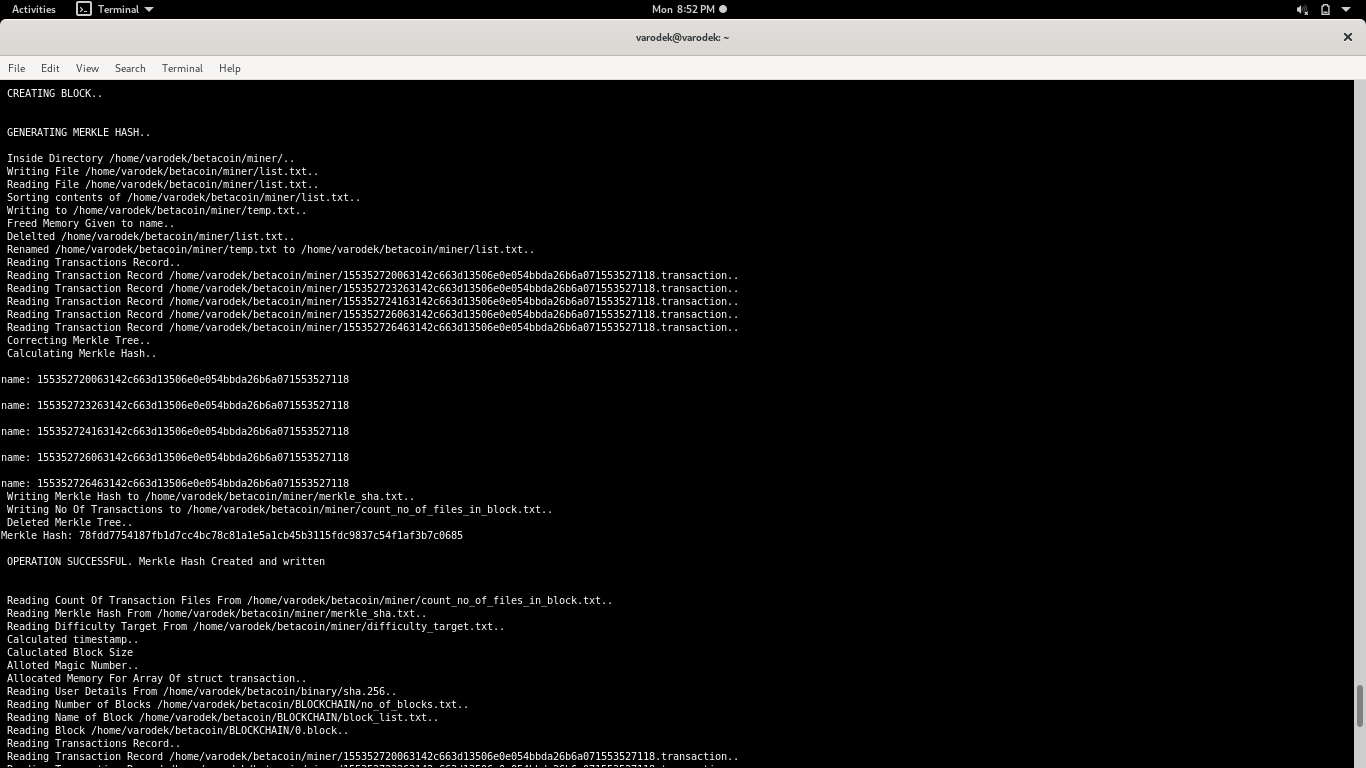 Activities Terminal Mon 8:52 PM
varodek@varodek: ~
File Edit View Search Terminal Help
CREATING BLOCK..
GENERATING MERKLE HASH..
Inside Directory /home/varodek/betacoin/miner/..
Writing File /home/varodek/betacoin/miner/list.txt..
Reading File /home/varodek/betacoin/miner/list.txt..
Sorting contents of /home/varodek/betacoin/miner/list.txt..
Writing to /home/varodek/betacoin/miner/temp.txt..
Freed Memory Given to name..
Delelted /home/varodek/betacoin/miner/list.txt..
Renamed /home/varodek/betacoin/miner/temp.txt to /home/varodek/betacoin/miner/list.txt..
Reading Transactions Record..
Reading Transaction Record /home/varodek/betacoin/miner/155352720063142c663d13506e0e054bbda26b6a071553527118.transaction..
Reading Transaction Record /home/varodek/betacoin/miner/155352723263142c663d13506e0e054bbda26b6a071553527118.transaction..
Reading Transaction Record /home/varodek/betacoin/miner/155352724163142c663d13506e0e054bbda26b6a071553527118.transaction..
Reading Transaction Record /home/varodek/betacoin/miner/155352726063142c663d13506e0e054bbda26b6a071553527118.transaction..
Reading Transaction Record /home/varodek/betacoin/miner/155352726463142c663d13506e0e054bbda26b6a071553527118.transaction..
Correcting Merkle Tree..
Calculating Merkle Hash..
name: 155352720063142c663d13506e0e054bbda26b6a071553527118
name: 155352723263142c663d13506e0e054bbda26b6a071553527118
name: 155352724163142c663d13506e0e054bbda26b6a071553527118
name: 155352726063142c663d13506e0e054bbda26b6a071553527118
name: 155352726463142c663d13506e0e054bbda26b6a071553527118
Writing Merkle Hash to /home/varodek/betacoin/miner/merkle_sha.txt..
Writing No Of Transactions to /home/varodek/betacoin/miner/count_no_of_files_in_block.txt..
Deleted Merkle Tree..
Merkle Hash: 78fdd7754187fb1d7cc4bc78c81a1e5a1cb45b3115fdc9837c54f1af3b7c0685
OPERATION SUCCESSFUL. Merkle Hash Created and written
Reading Count Of Transaction Files From /home/varodek/betacoin/miner/count_no_of_files_in_block.txt..
Reading Merkle Hash From /home/varodek/betacoin/miner/merkle_sha.txt..
Reading Difficulty Target From /home/varodek/betacoin/miner/difficulty_target.txt..
Calculated timestamp..
Caluclated Block Size
Alloted Magic Number..
Allocated Memory For Array Of struct transaction..
Reading User Details From /home/varodek/betacoin/binary/sha.256..
Reading Number of Blocks /home/varodek/betacoin/BLOCKCHAIN/no_of_blocks.txt..
Reading Name of Block /home/varodek/betacoin/BLOCKCHAIN/block_list.txt..
Reading Block /home/varodek/betacoin/BLOCKCHAIN/0.block..
Reading Transactions Record..
Reading Transaction Record /home/varodek/betacoin/miner/155352720063142c663d13506e0e054bbda26b6a071553527118.transaction..